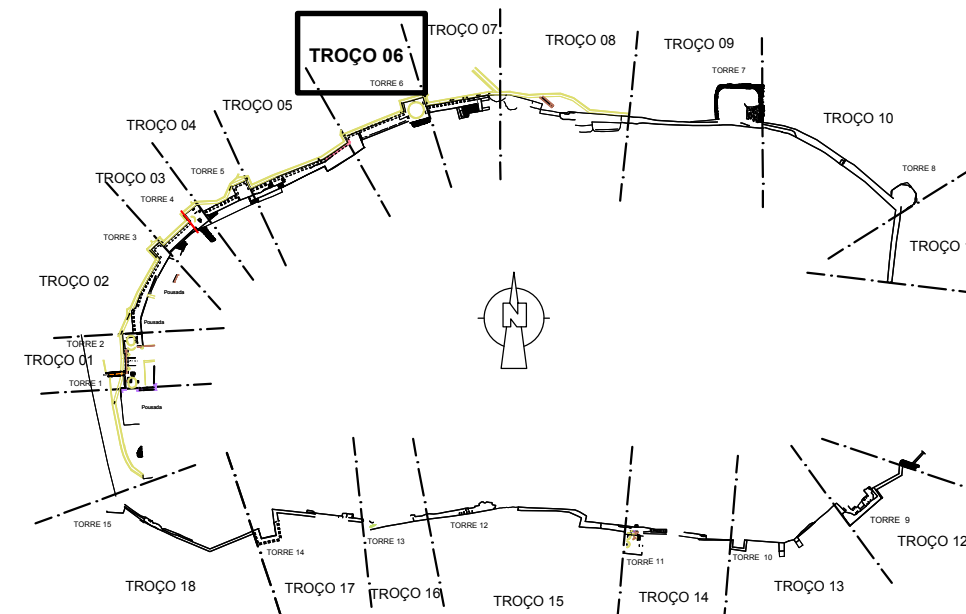 TROÇO 07
TROÇO 08
TROÇO 09
TROÇO 06
TORRE 7
TORRE 6
TROÇO 05
TROÇO 10
TROÇO 04
TORRE 5
TORRE 8
TROÇO 03
TORRE 4
TORRE 3
TROÇO
TROÇO 02
Pousada
N
Pousada
TORRE 2
TROÇO 01
TORRE 1
Pousada
TORRE 15
TORRE 12
TORRE 9
TORRE 13
TROÇO 12
TORRE 14
TORRE 10
TORRE 11
TROÇO 18
TROÇO 17
TROÇO 16
TROÇO 15
TROÇO 14
TROÇO 13